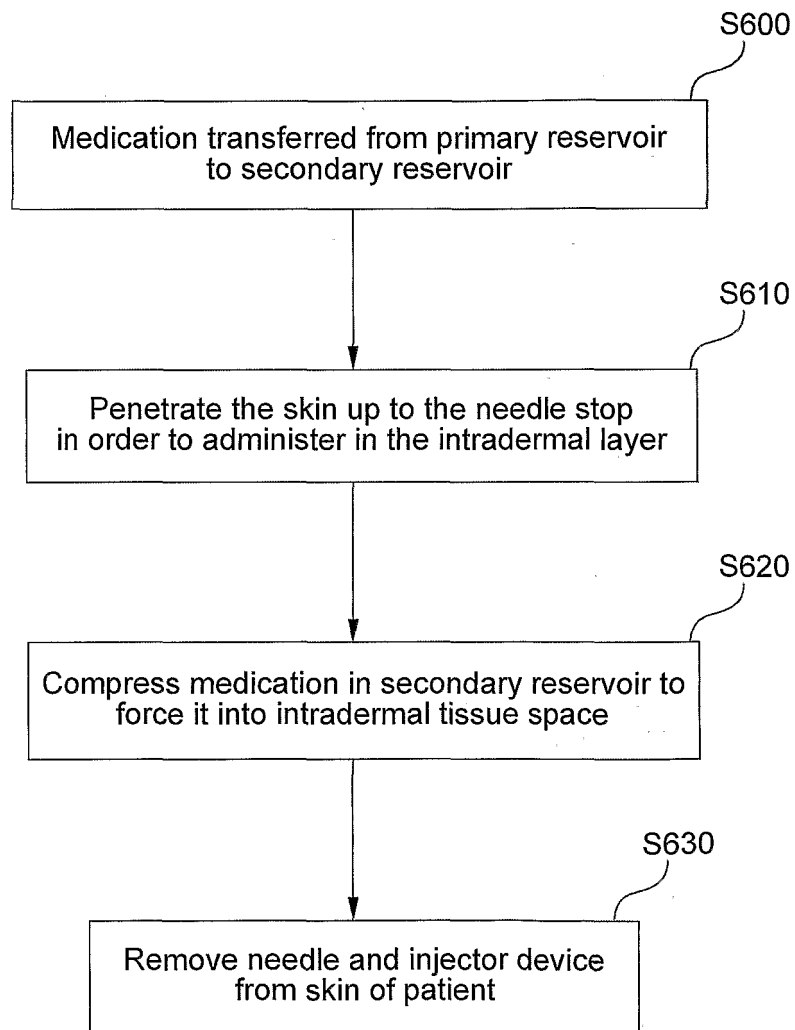 S600
Medication transferred from primary reservoir
to secondary reservoir
S610
Penetrate the skin up to the needle stop
in order to administer in the intradermal layer
S620
Compress medication in secondary reservoir to
force it into intradermal tissue space
S630
Remove needle and injector device
from skin of patient